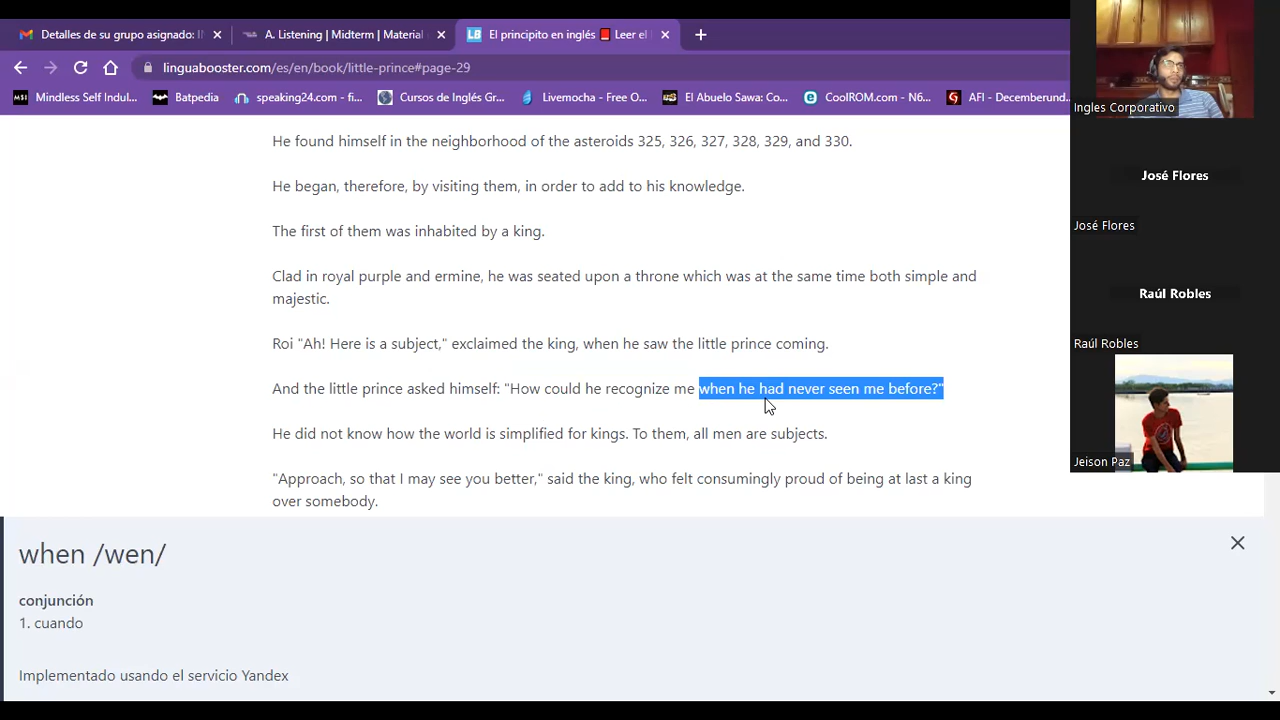 Detalles de su grupo asignado: II
A. Listening | Midterm | Material
El principito en inglés 📕 Leer el
linguabooster.com/es/en/book/little-prince#page-29
Mindless Self Indul...
Batpedia
speaking24.com - fi...
Cursos de Inglés Gr...
Livemocha - Free O...
El Abuelo Sawa: Co...
CoolROM.com - N6...
AFI - Decemberund...
He found himself in the neighborhood of the asteroids 325, 326, 327, 328, 329, and 330.
He began, therefore, by visiting them, in order to add to his knowledge.
The first of them was inhabited by a king.
Clad in royal purple and ermine, he was seated upon a throne which was at the same time both simple and
majestic.
Roi "Ah! Here is a subject," exclaimed the king, when he saw the little prince coming.
And the little prince asked himself: "How could he recognize me when he had never seen me before?"
He did not know how the world is simplified for kings. To them, all men are subjects.
"Approach, so that I may see you better," said the king, who felt consumingly proud of being at last a king
over somebody.
when /wen/
conjunción
1. cuando
Implementado usando el servicio Yandex
Ingles Corporativo
José Flores
José Flores
Raúl Robles
Raúl Robles
Jeison Paz